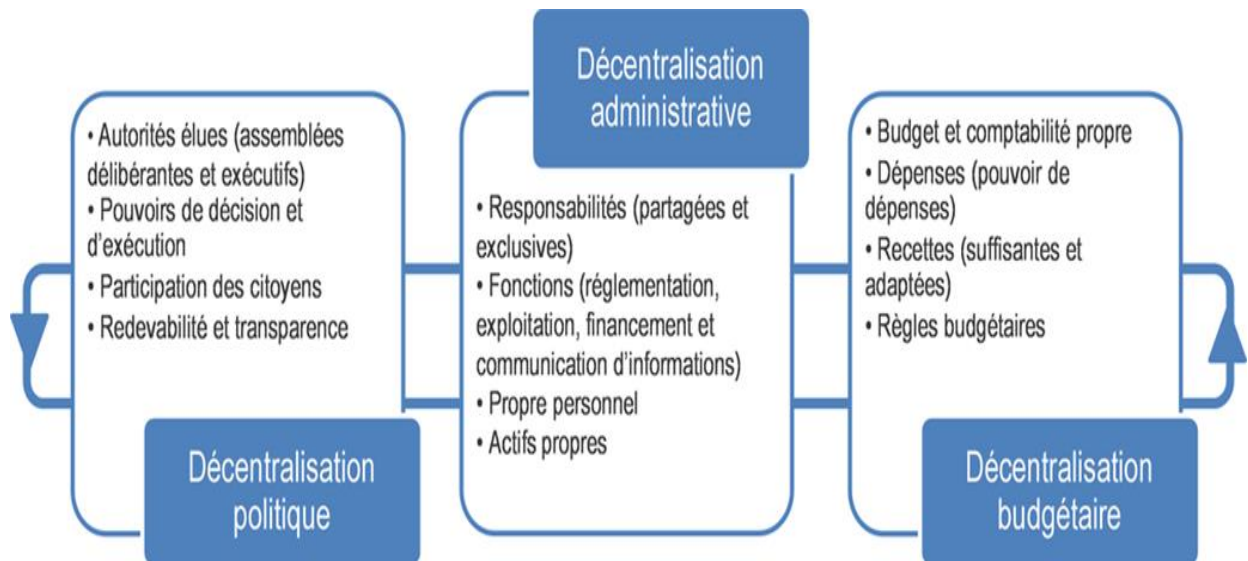 • Autorités élues (assemblées
délibérantes et exécutifs)
• Pouvoirs de décision et
d'exécution
• Participation des citoyens
• Redevabilité et transparence
Décentralisation
politique
Décentralisation
administrative
• Responsabilités (partagées et
exclusives)
• Fonctions (réglementation,
exploitation, financement et
communication d'informations)
• Propre personnel
• Actifs propres
• Budget et comptabilité propre
• Dépenses (pouvoir de
dépenses)
• Recettes (suffisantes et
adaptées)
• Règles budgétaires
Décentralisation
budgétaire